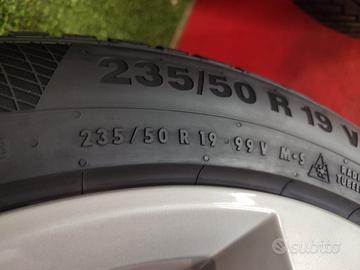 235/50 R 19 V
235/50 R 19 - 99 V M+S
subito